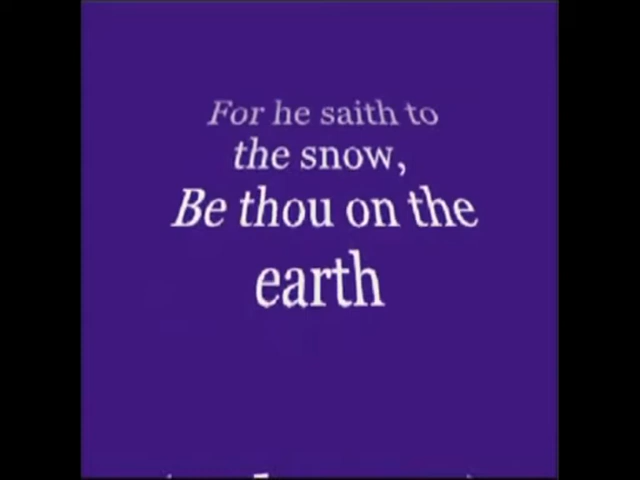 For he saith to
the snow,
Be thou on the
earth